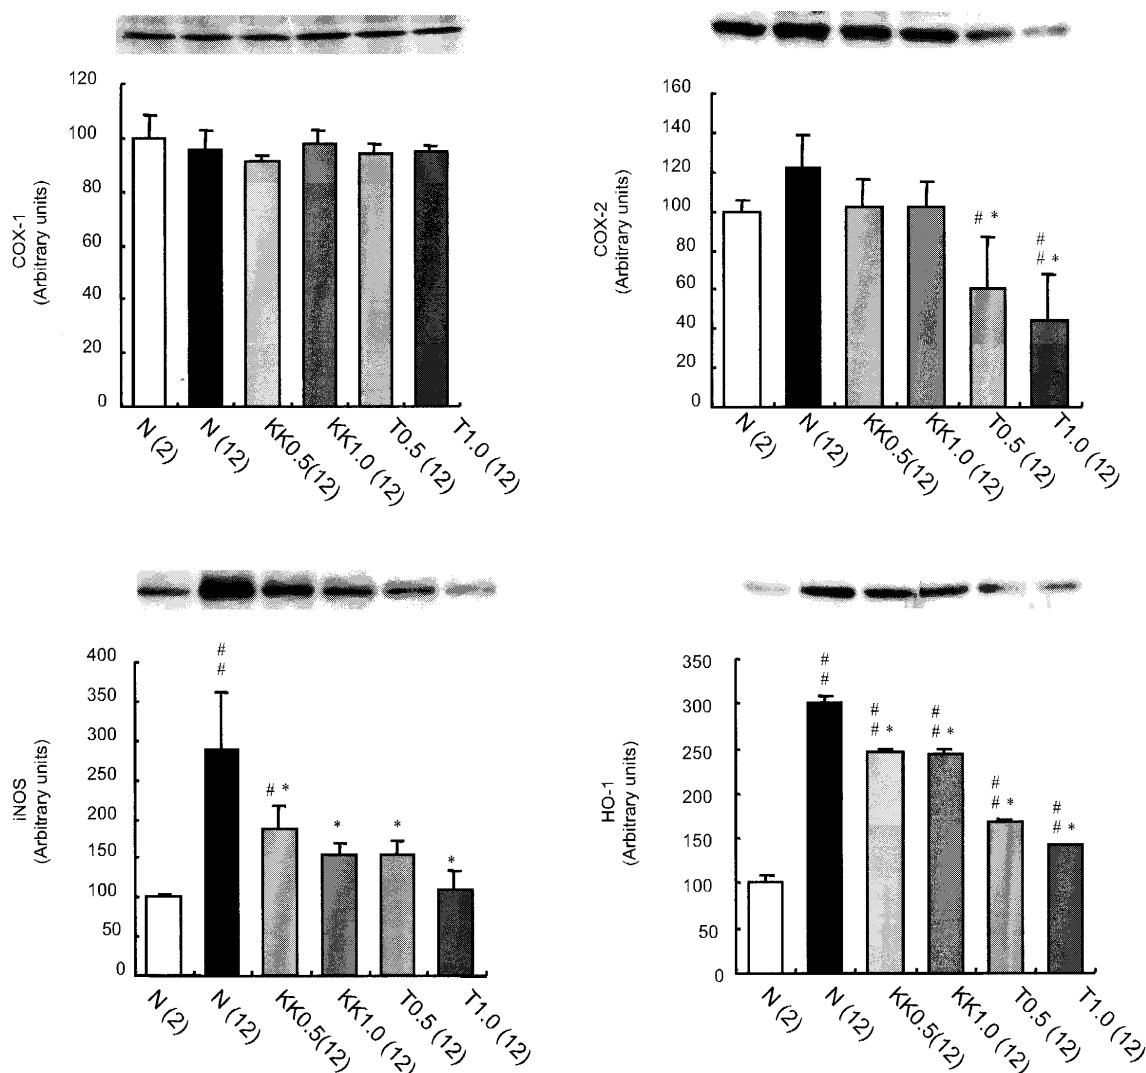 120
100
80
60
40
20
0
COX-1
(Arbitrary units)
N (2)
N (12)
KK0.5(12)
KK1.0 (12)
T0.5 (12)
T1.0 (12)
160
140
120
100
80
60
40
20
0
COX-2
(Arbitrary units)
# *
#
# *
N (2)
N (12)
KK0.5(12)
KK1.0 (12)
T0.5 (12)
T1.0 (12)
400
350
300
250
200
150
100
50
0
iNOS
(Arbitrary units)
#
#
# *
*
*
*
N (2)
N (12)
KK0.5(12)
KK1.0 (12)
T0.5 (12)
T1.0 (12)
350
300
250
200
150
100
50
0
HO-1
(Arbitrary units)
#
#
#
# *
#
# *
#
# *
#
# *
N (2)
N (12)
KK0.5(12)
KK1.0 (12)
T0.5 (12)
T1.0 (12)